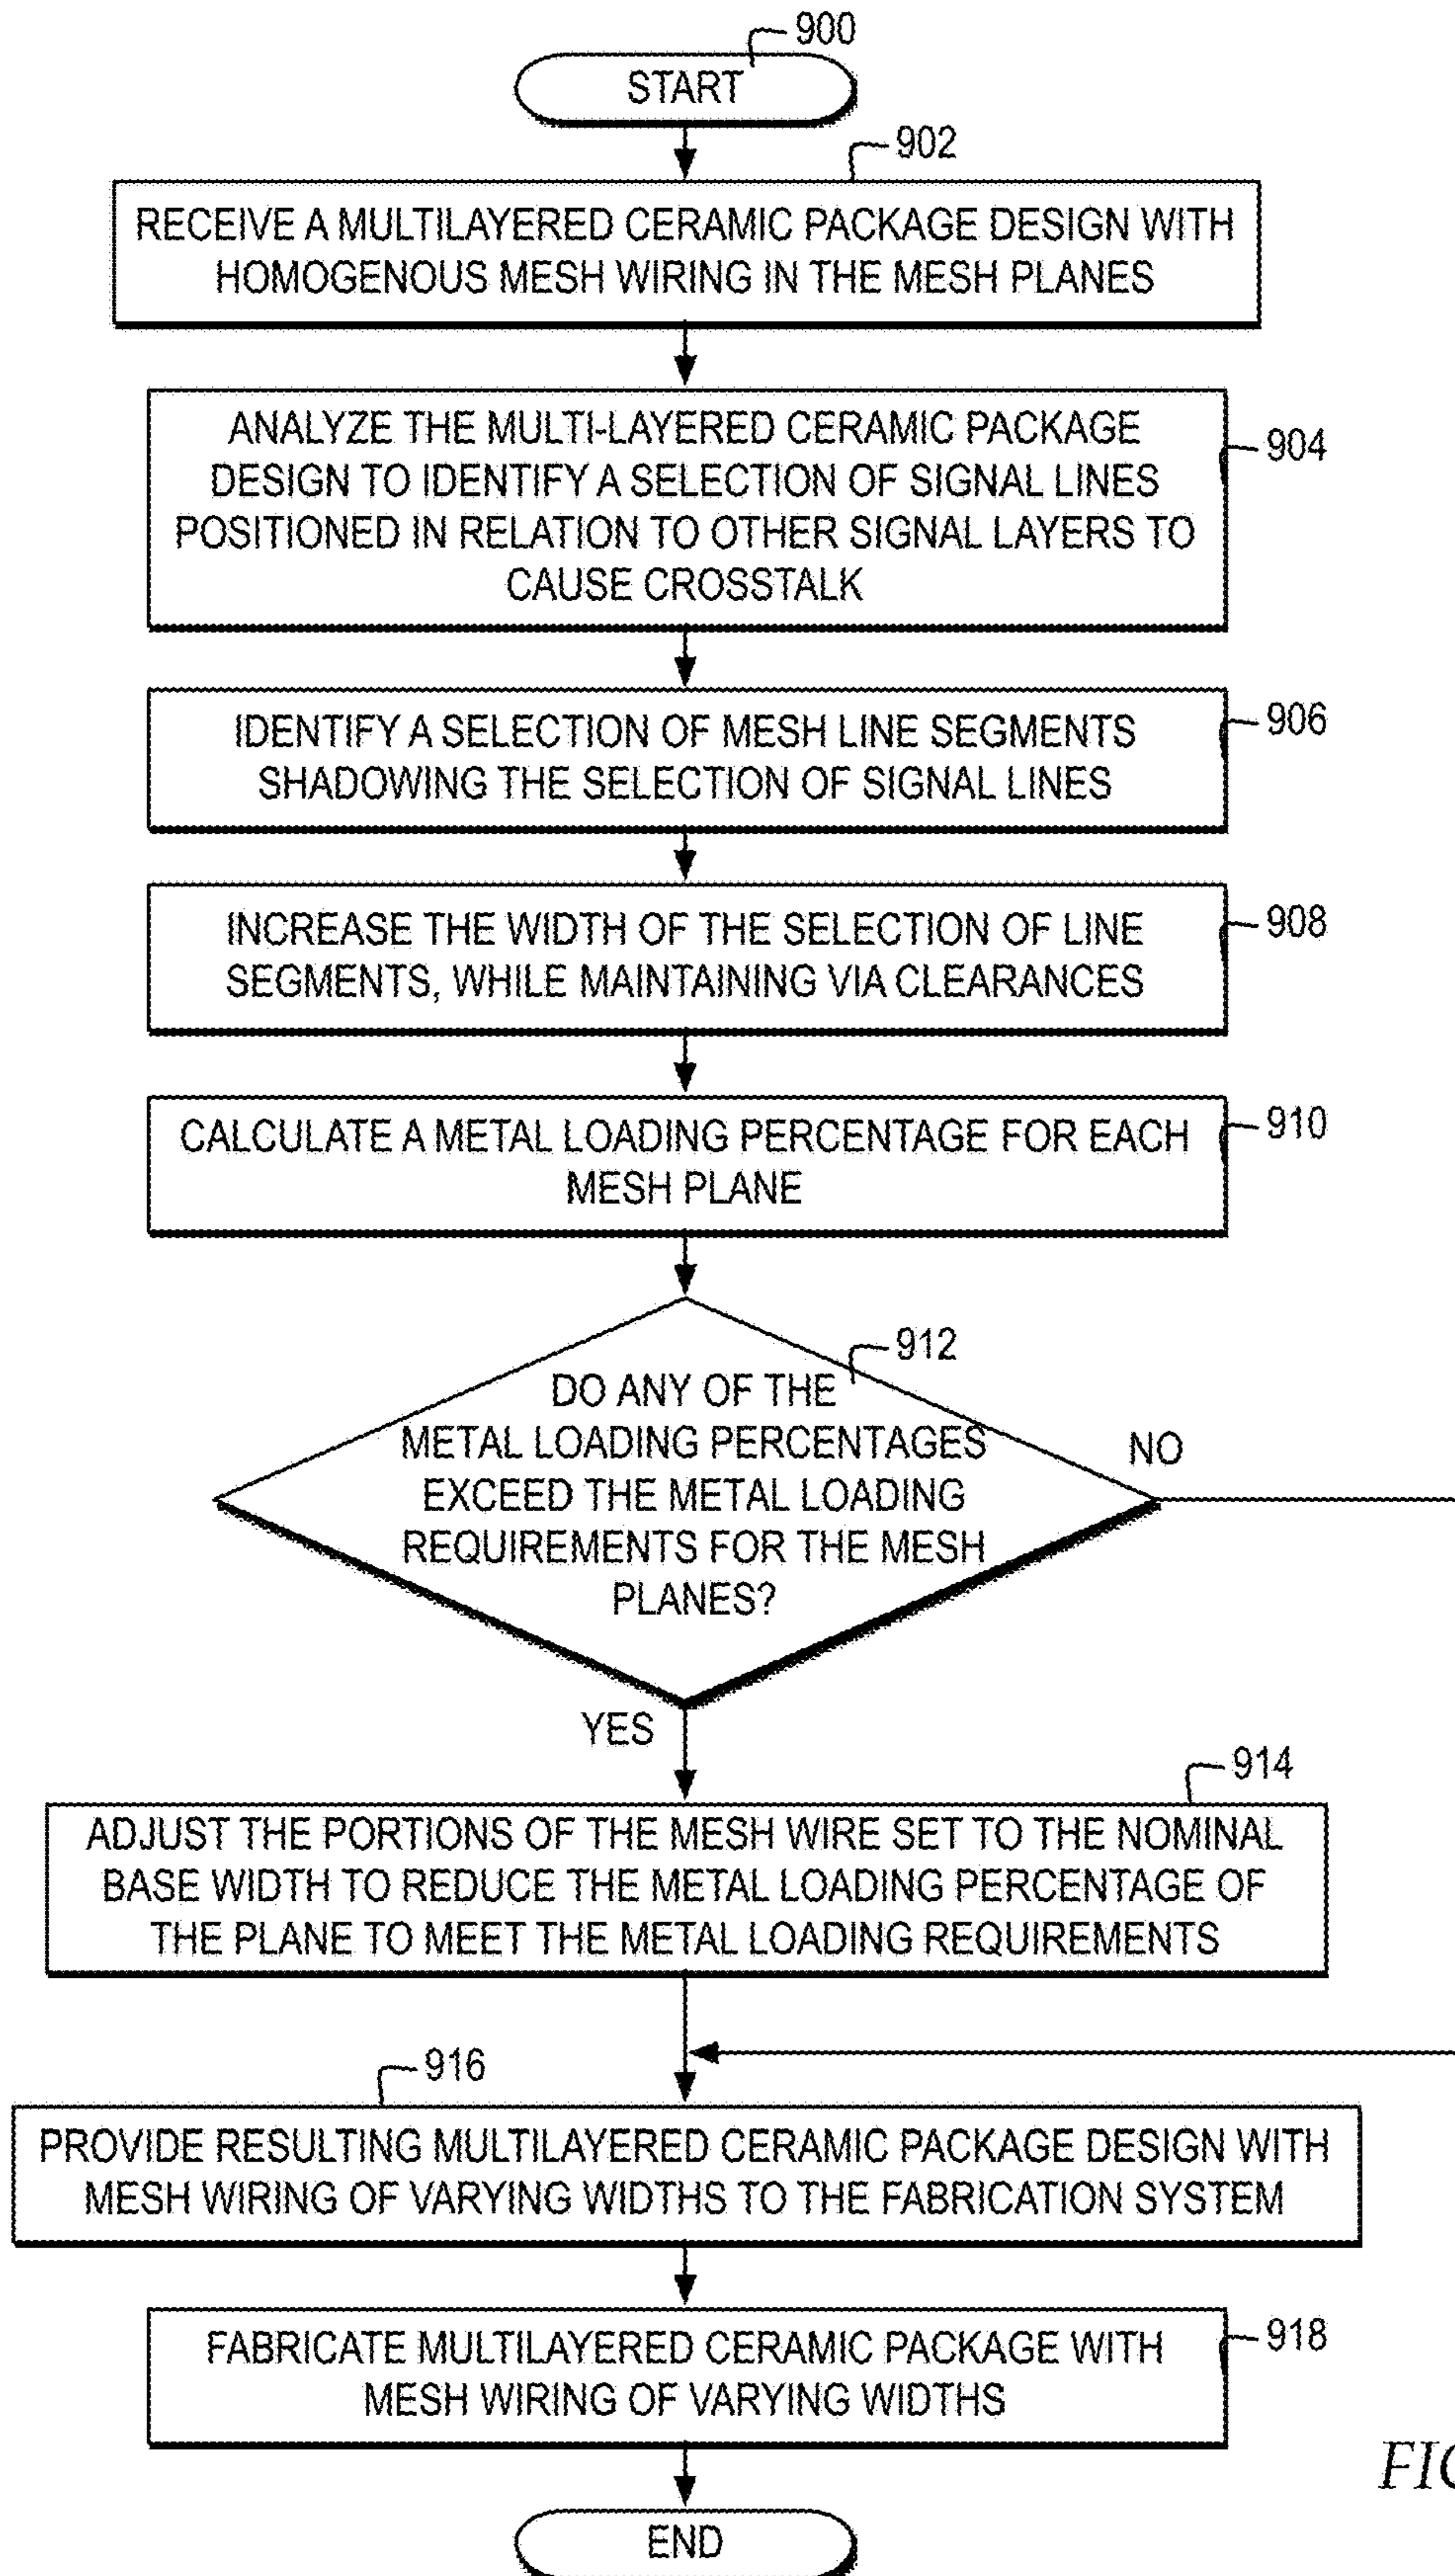 900
START
902
RECEIVE A MULTILAYERED CERAMIC PACKAGE DESIGN WITH
HOMOGENOUS MESH WIRING IN THE MESH PLANES
904
ANALYZE THE MULTI-LAYERED CERAMIC PACKAGE
DESIGN TO IDENTIFY A SELECTION OF SIGNAL LINES
POSITIONED IN RELATION TO OTHER SIGNAL LAYERS TO
CAUSE CROSSTALK
906
IDENTIFY A SELECTION OF MESH LINE SEGMENTS
SHADOWING THE SELECTION OF SIGNAL LINES
908
INCREASE THE WIDTH OF THE SELECTION OF LINE
SEGMENTS, WHILE MAINTAINING VIA CLEARANCES
910
CALCULATE A METAL LOADING PERCENTAGE FOR EACH
MESH PLANE
912
DO ANY OF THE
METAL LOADING PERCENTAGES
EXCEED THE METAL LOADING
REQUIREMENTS FOR THE MESH
PLANES?
NO
YES
914
ADJUST THE PORTIONS OF THE MESH WIRE SET TO THE NOMINAL
BASE WIDTH TO REDUCE THE METAL LOADING PERCENTAGE OF
THE PLANE TO MEET THE METAL LOADING REQUIREMENTS
916
PROVIDE RESULTING MULTILAYERED CERAMIC PACKAGE DESIGN WITH
MESH WIRING OF VARYING WIDTHS TO THE FABRICATION SYSTEM
918
FABRICATE MULTILAYERED CERAMIC PACKAGE WITH
MESH WIRING OF VARYING WIDTHS
END